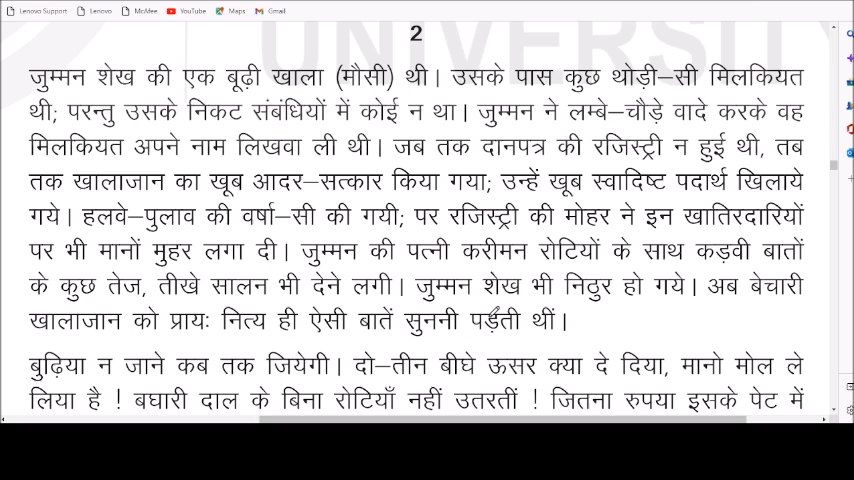 Lenovo Support Lenovo McAfee YouTube Maps Gmail
UNIVERSITY
2
जुम्मन शेख की एक बूढ़ी खाला (मौसी) थी। उसके पास कुछ थोड़ी–सी मिलकियत
थी; परन्तु उसके निकट संबंधियों में कोई न था। जुम्मन ने लम्बे–चौड़े वादे करके वह
मिलकियत अपने नाम लिखवा ली थी। जब तक दानपत्र की रजिस्ट्री न हुई थी, तब
तक खालाजान का खूब आदर–सत्कार किया गया; उन्हें खूब स्वादिष्ट पदार्थ खिलाये
गये। हलवे–पुलाव की वर्षा–सी की गयी; पर रजिस्ट्री की मोहर ने इन खातिरदारियों
पर भी मानों मुहर लगा दी। जुम्मन की पत्नी करीमन रोटियों के साथ कड़वी बातों
के कुछ तेज, तीखे सालन भी देने लगी। जुम्मन शेख भी निठुर हो गये। अब बेचारी
खालाजान को प्रायः नित्य ही ऐसी बातें सुननी पड़ती थीं।
बुढ़िया न जाने कब तक जियेगी। दो–तीन बीघे ऊसर क्या दे दिया, मानो मोल ले
लिया है ! बघारी दाल के बिना रोटियाँ नहीं उतरतीं ! जितना रुपया इसके पेट में